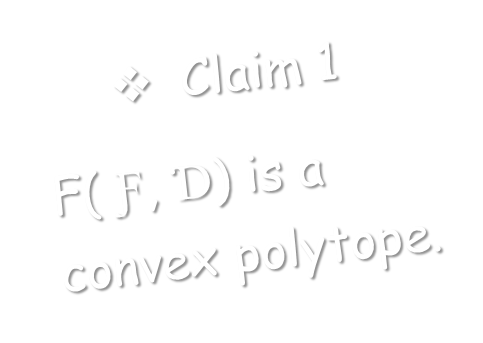 ❖ Claim 1
F( Ƒ, Ɗ) is a
convex polytope.